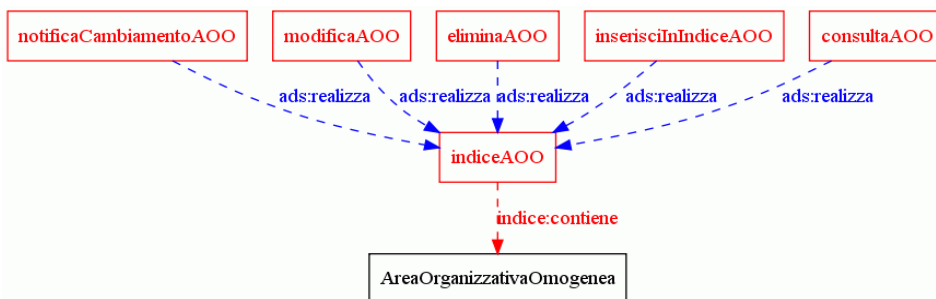 notificaCambiamentoAOO
modificaAOO
eliminaAOO
inserisciInIndiceAOO
consultaAOO
ads:realizza
ads:realizza
ads:realizza
ads:realizza
ads:realizza
indiceAOO
indice:contiene
AreaOrganizzativaOmogenea